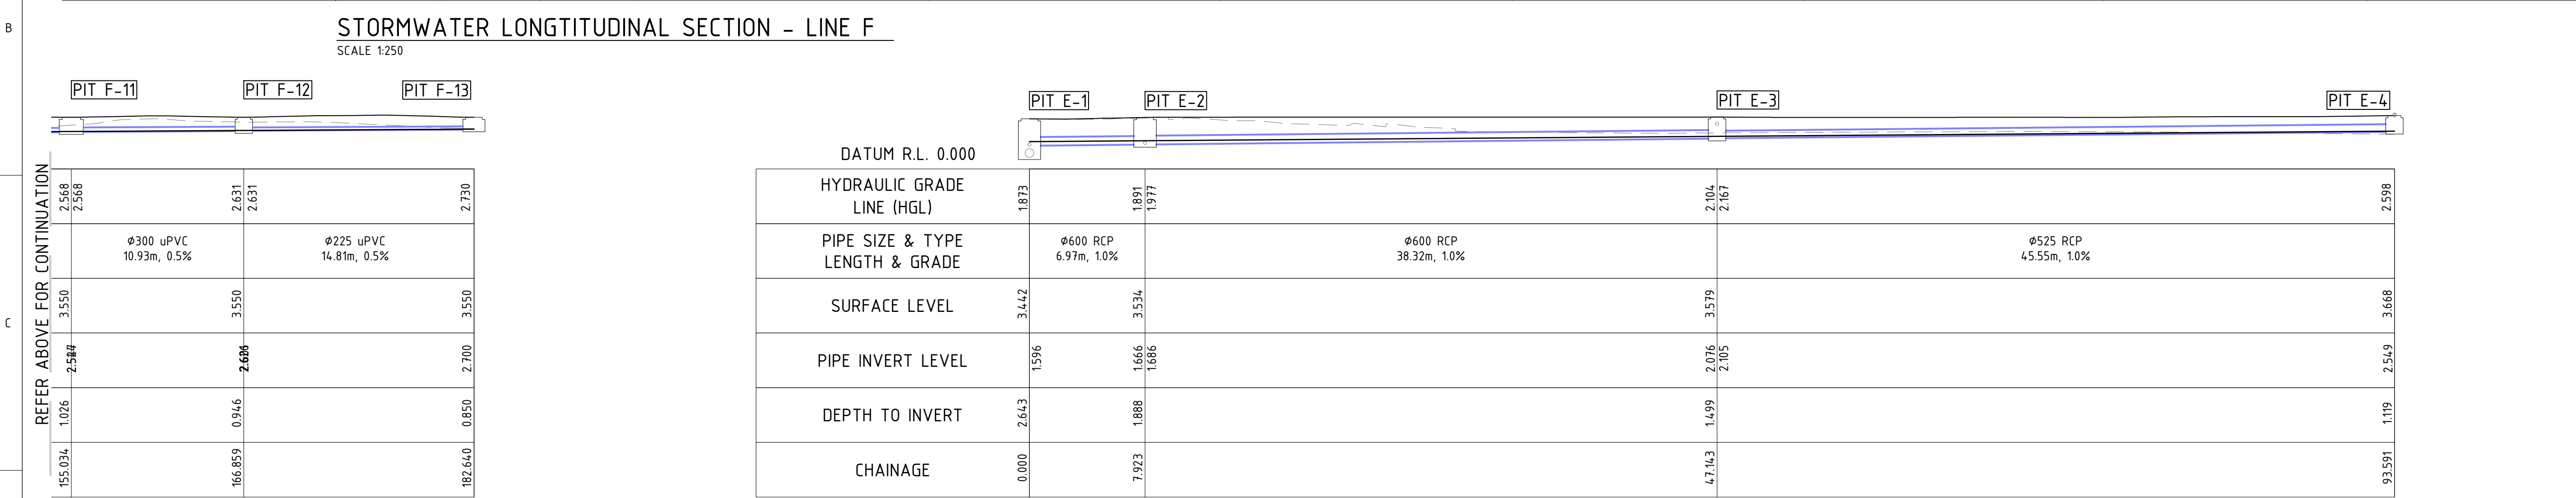 B
STORMWATER LONGTITUDINAL SECTION - LINE F
SCALE 1:250
PIT F-11
PIT F-12
PIT F-13
REFER ABOVE FOR CONTINUATION
2.568
2.568
2.631
2.631
2.730
Ø300 uPVC
10.93m, 0.5%
Ø225 uPVC
14.81m, 0.5%
3.550
3.550
3.550
2.700
1.026
0.946
0.850
155.034
166.859
182.640
C
PIT E-1
PIT E-2
PIT E-3
PIT E-4
DATUM R.L. 0.000
HYDRAULIC GRADE
LINE (HGL)
1.873
1.891
1.977
2.104
2.167
2.598
PIPE SIZE & TYPE
LENGTH & GRADE
Ø600 RCP
6.97m, 1.0%
Ø600 RCP
38.32m, 1.0%
Ø525 RCP
45.55m, 1.0%
SURFACE LEVEL
3.442
3.534
3.579
3.668
PIPE INVERT LEVEL
1.596
1.666
1.686
2.076
2.105
2.549
DEPTH TO INVERT
2.643
1.888
1.499
1.119
CHAINAGE
0.000
7.923
47.143
93.591